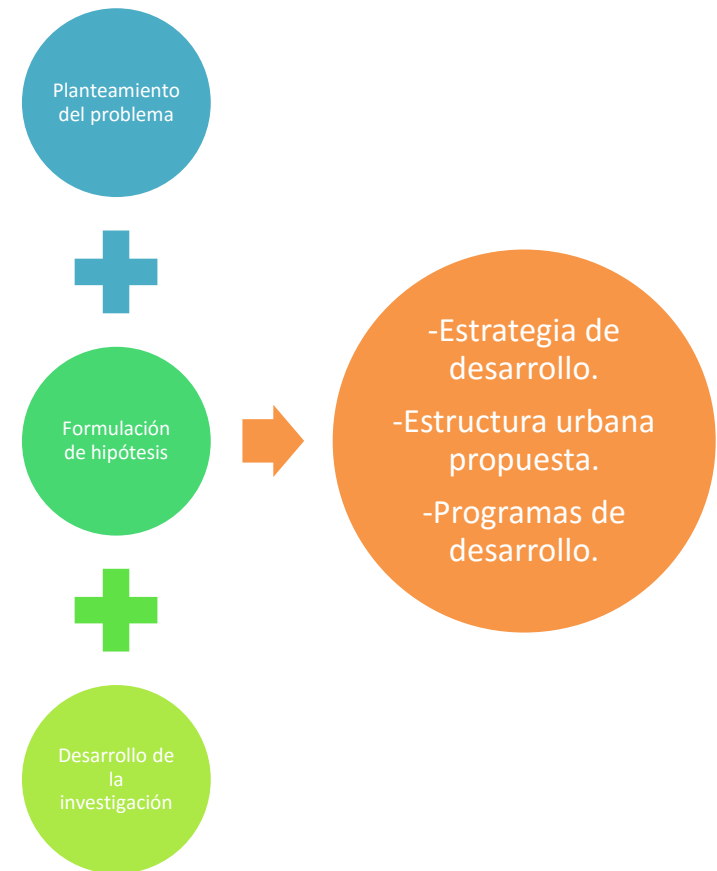 Planteamiento
del problema
Formulación
de hipótesis
Desarrollo de
la
investigación
-Estrategia de
desarrollo.
-Estructura urbana
propuesta.
-Programas de
desarrollo.